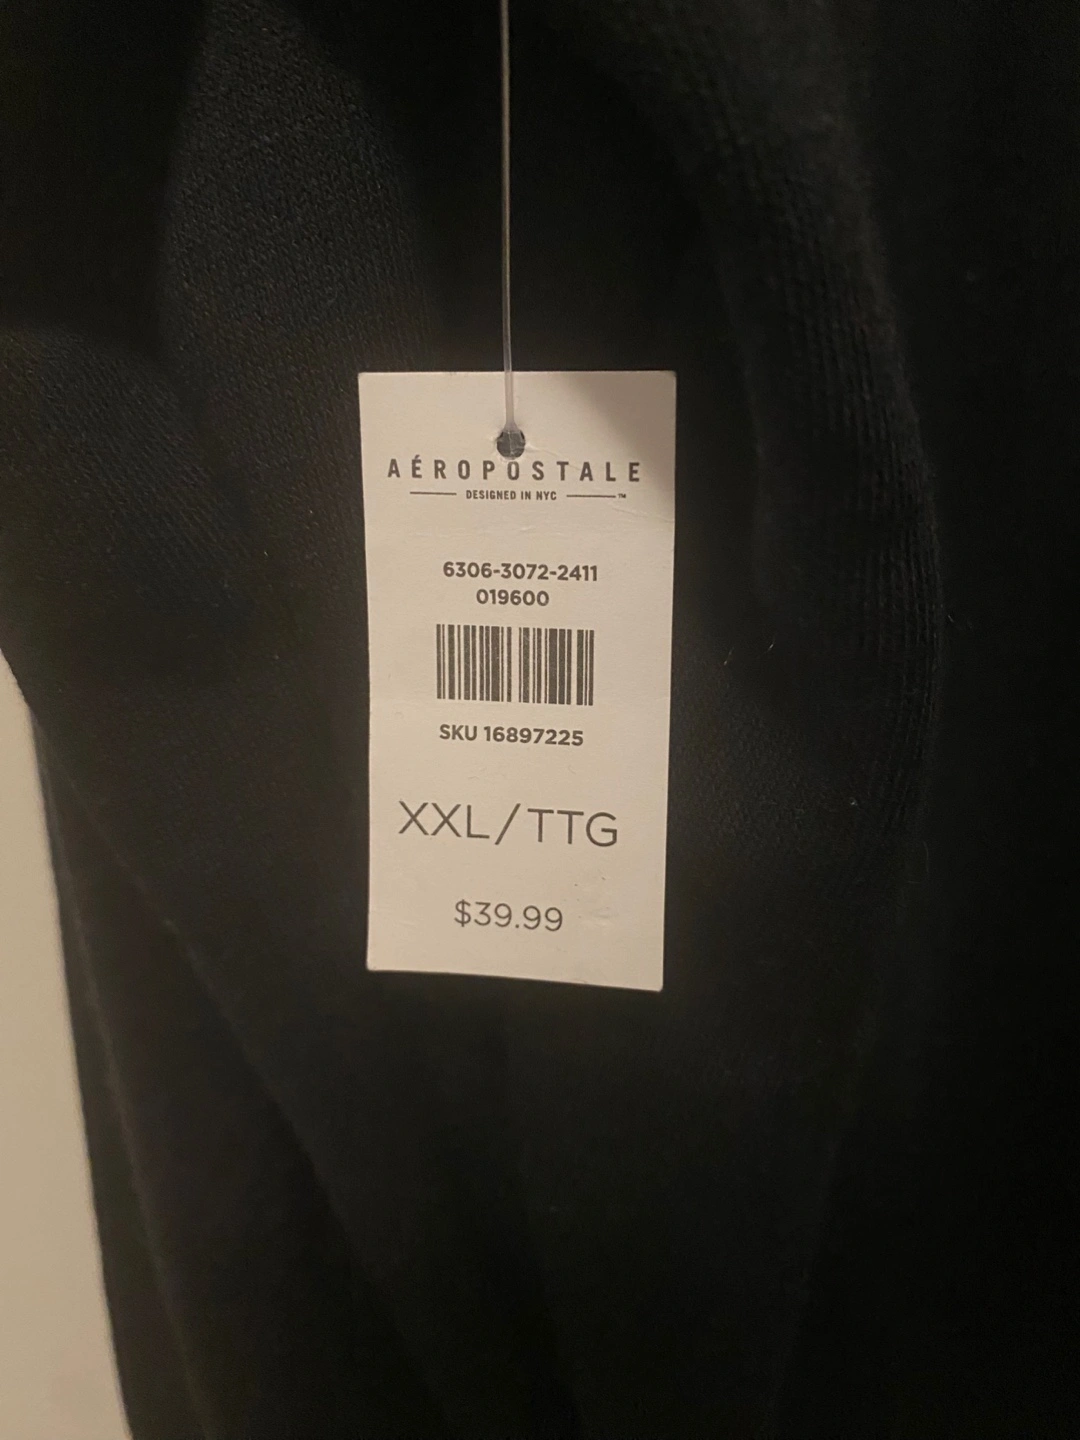 AÉROPOSTALE
DESIGNED IN NYC ™
6306-3072-2411
019600
SKU 16897225
XXL/TTG
$39.99